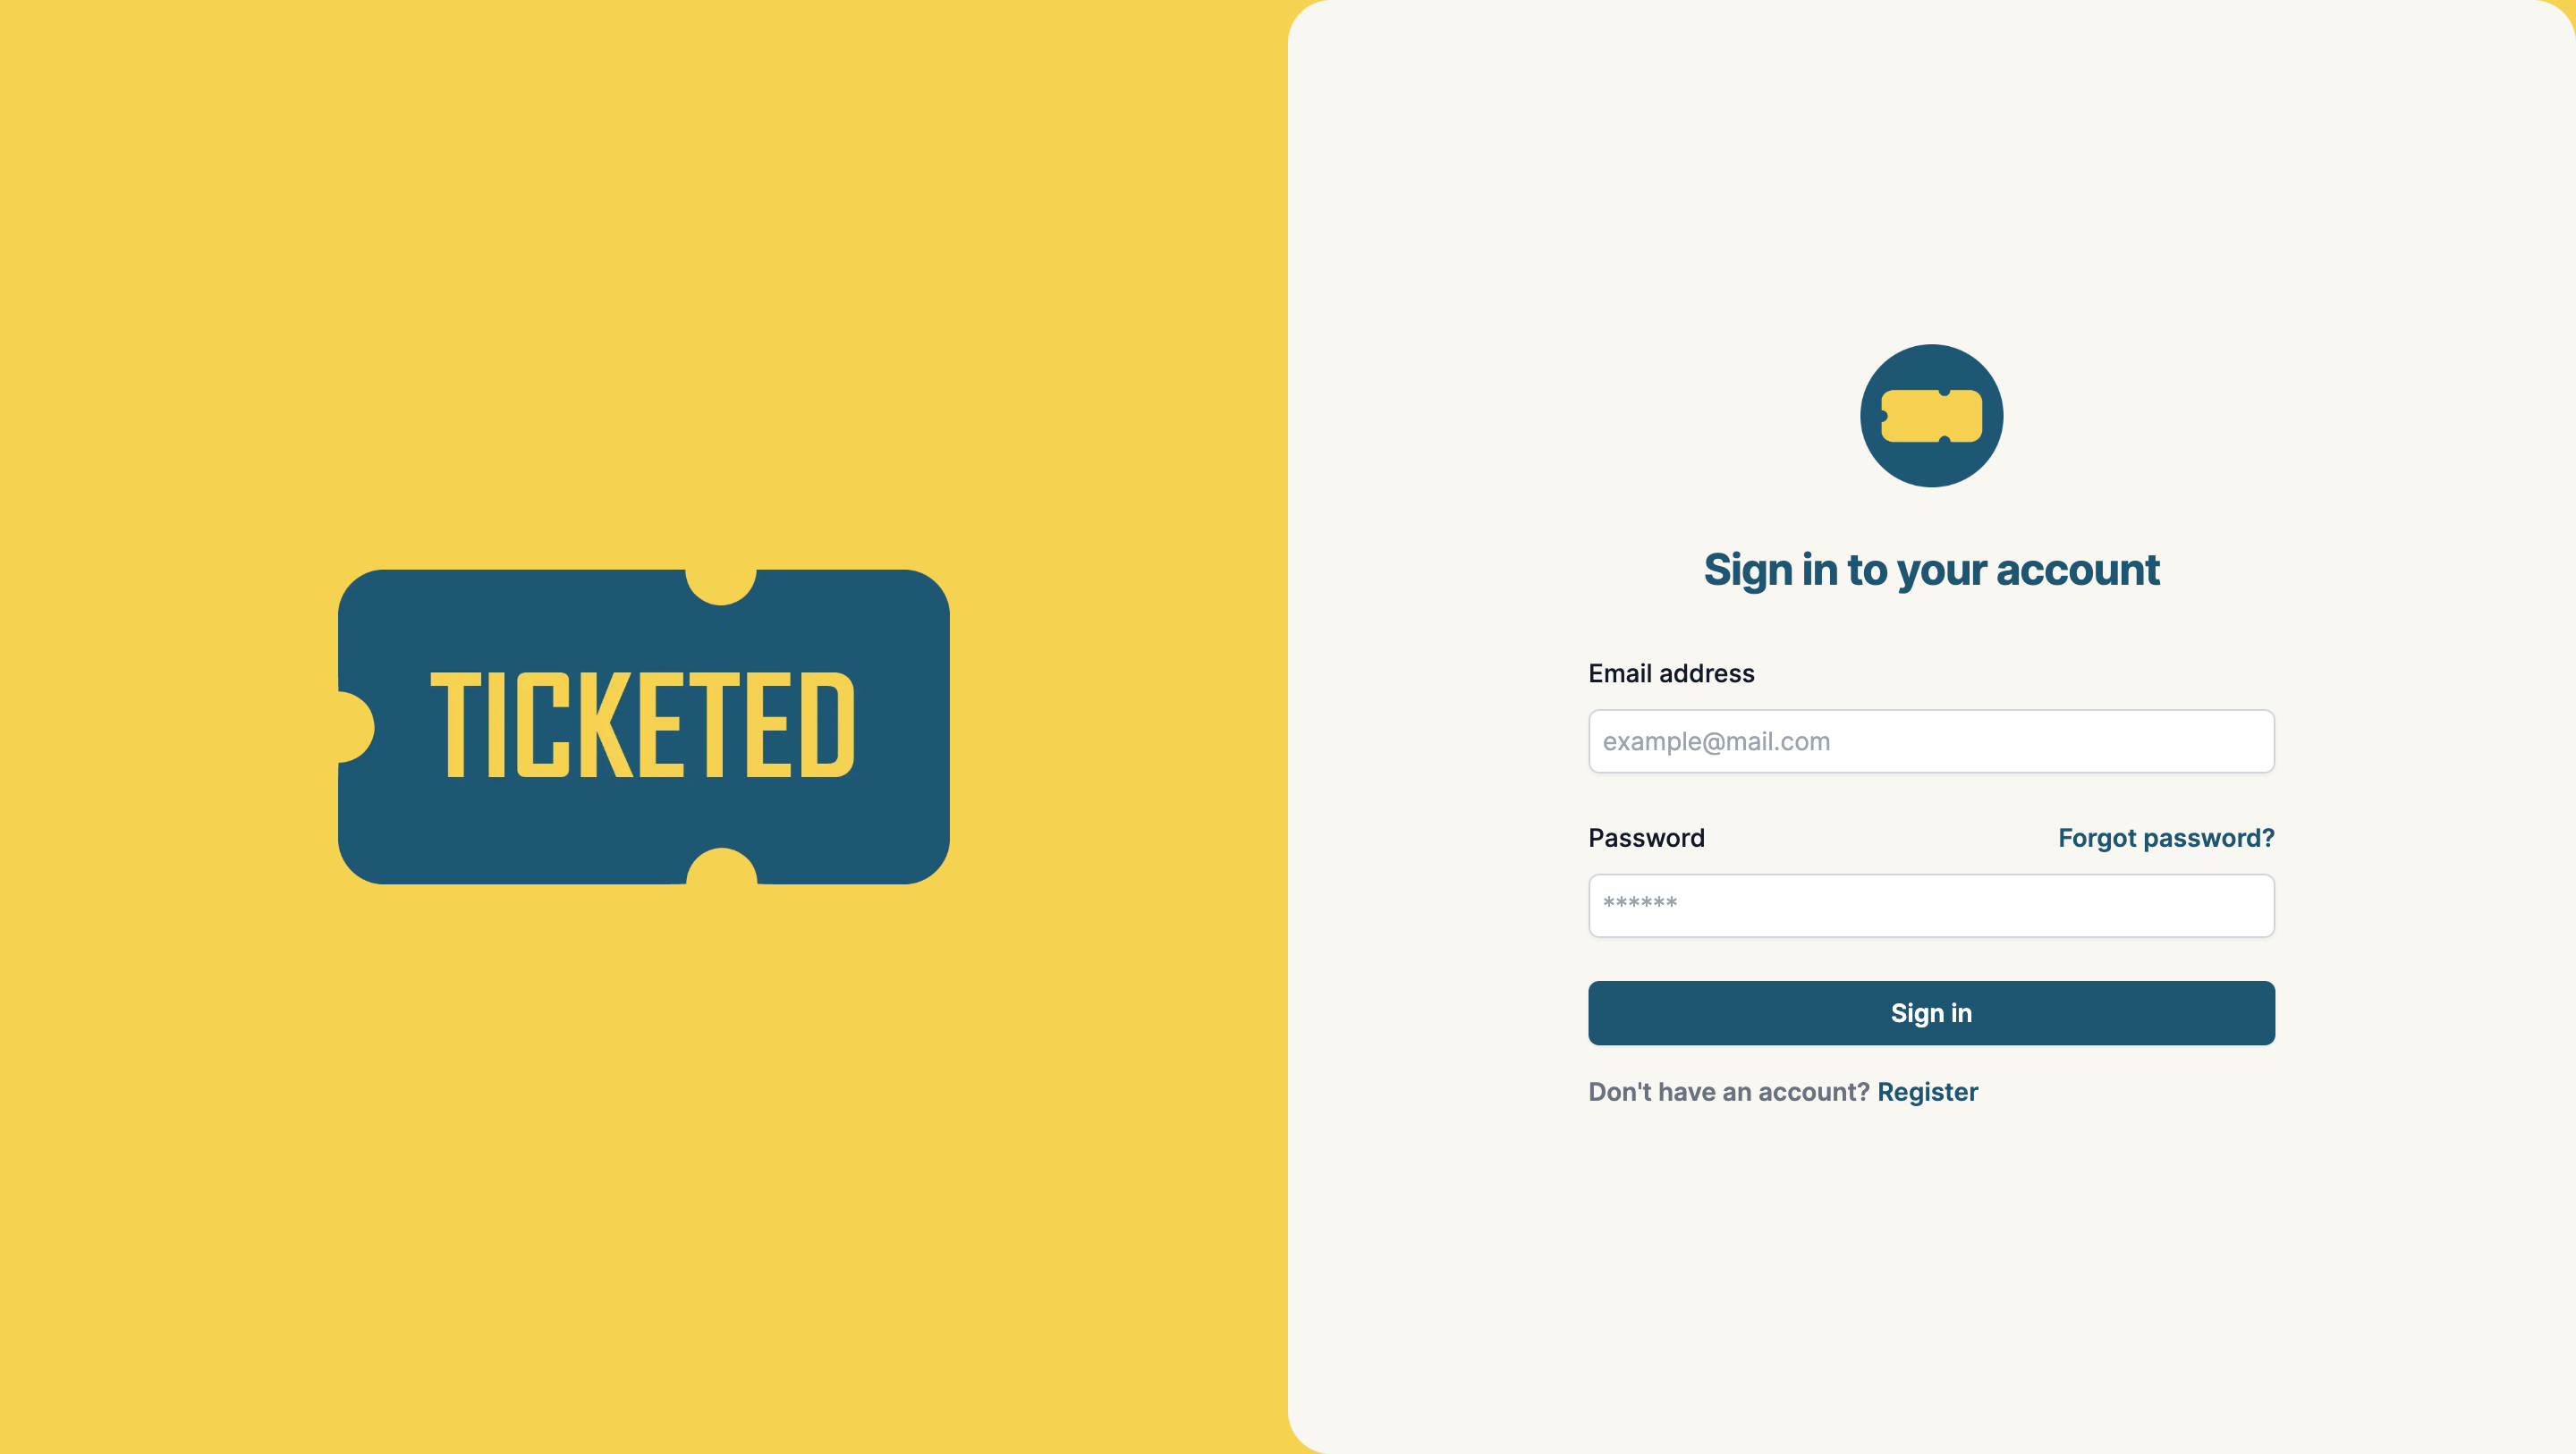 TICKETED
Sign in to your account
Email address
example@mail.com
Password
Forgot password?
******
Sign in
Don't have an account? Register